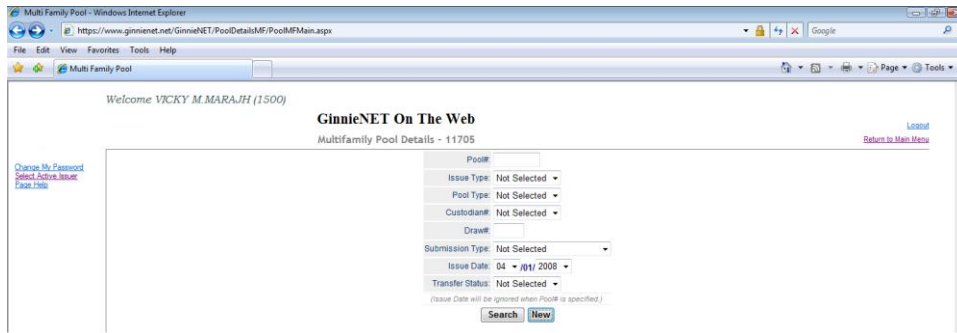 Multi Family Pool - Windows Internet Explorer
https://www.ginnienet.net/GinnieNET/PoolDetailsMF/PoolMFMain.aspx
Google
File Edit View Favorites Tools Help
Multi Family Pool
Page Tools
Welcome VICKY M.MARAJH (1500)
GinnieNET On The Web
Logout
Multifamily Pool Details - 11705
Return to Main Menu
Change My Password
Select Active Issuer
Page Help
Pool#:
Issue Type: Not Selected
Pool Type: Not Selected
Custodian#: Not Selected
Draw#:
Submission Type: Not Selected
Issue Date: 04 /01/ 2008
Transfer Status: Not Selected
(Issue Date will be ignored when Pool# is specified.)
Search New